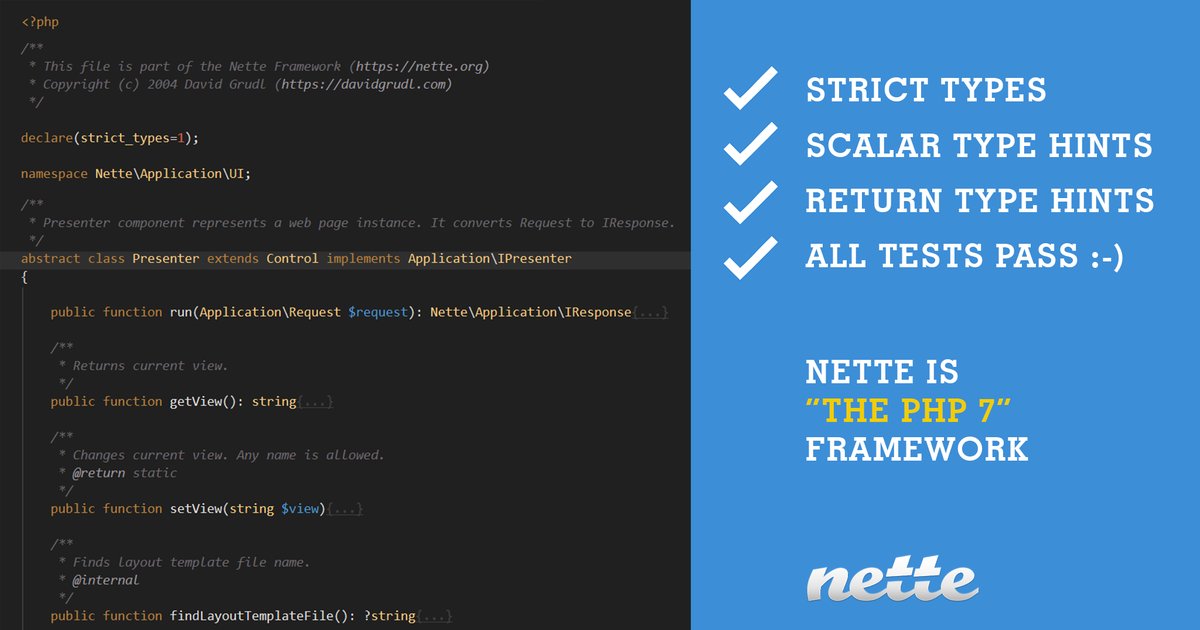 <?php
/**
 * This file is part of the Nette Framework (https://nette.org)
 * Copyright (c) 2004 David Grudl (https://davidgrudl.com)
 */
declare(strict_types=1);
namespace Nette\Application\UI;
/**
 * Presenter component represents a web page instance. It converts Request to IResponse.
 */
abstract class Presenter extends Control implements Application\IPresenter
{
public function run(Application\Request $request): Nette\Application\IResponse{...}
/**
 * Returns current view.
 */
public function getView(): string{...}
/**
 * Changes current view. Any name is allowed.
 * @return static
 */
public function setView(string $view){...}
/**
 * Finds layout template file name.
 * @internal
 */
public function findLayoutTemplateFile(): ?string{...}
STRICT TYPES
SCALAR TYPE HINTS
RETURN TYPE HINTS
ALL TESTS PASS :-)
NETTE IS
"THE PHP 7"
FRAMEWORK
nette